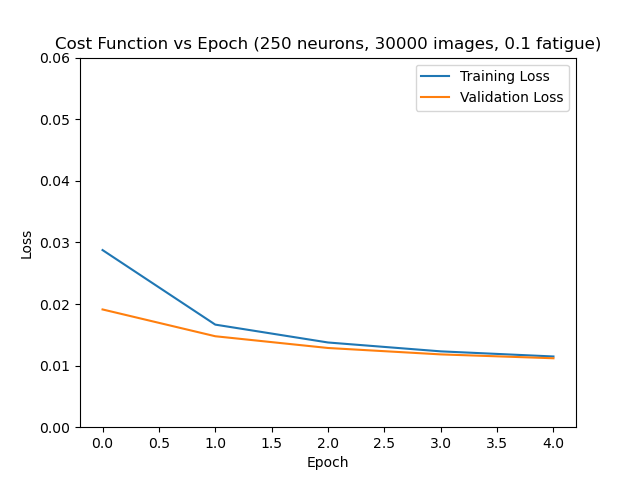 Cost Function vs Epoch (250 neurons, 30000 images, 0.1 fatigue)
Training Loss
Validation Loss
0.06
0.05
0.04
0.03
0.02
0.01
0.00
Loss
0.0 0.5 1.0 1.5 2.0 2.5 3.0 3.5 4.0
Epoch